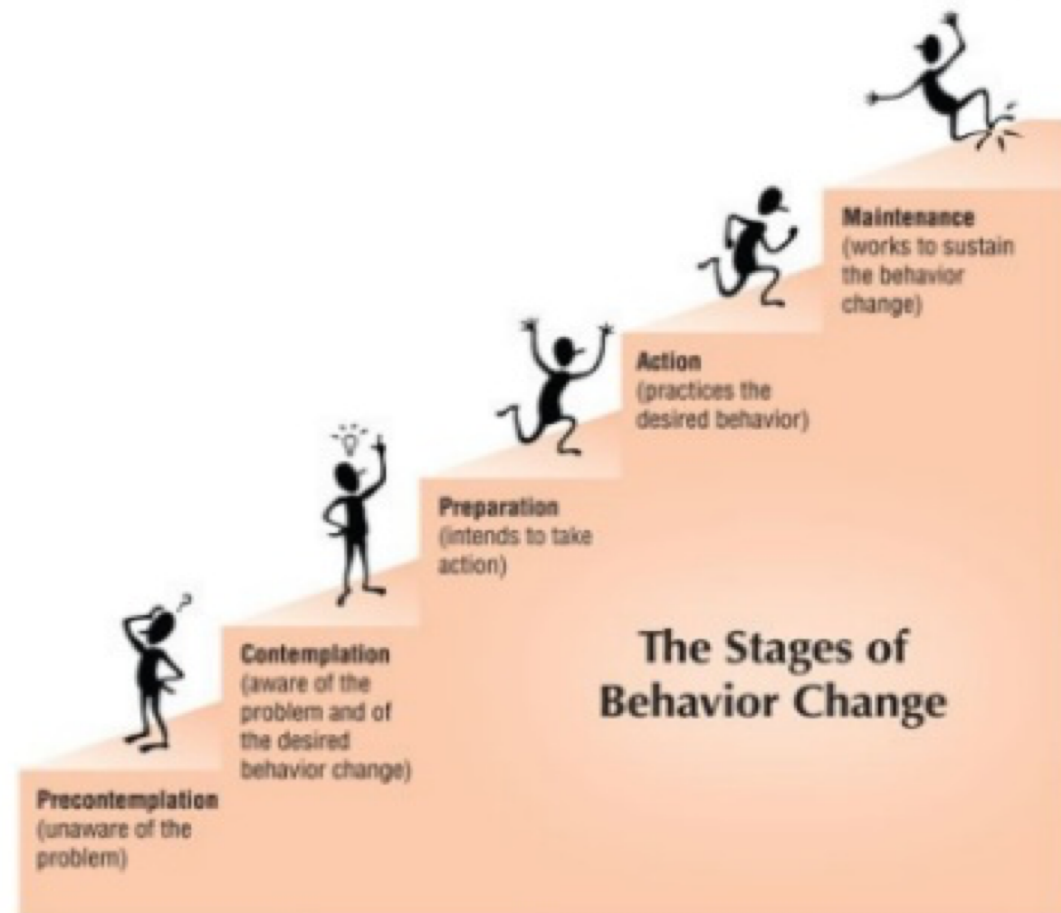 Maintenance
(works to sustain
the behavior
change)
Action
(practices the
desired behavior)
Preparation
(intends to take
action)
Contemplation
(aware of the
problem and of
the desired
behavior change)
Precontemplation
(unaware of the
problem)
The Stages of
Behavior Change
?